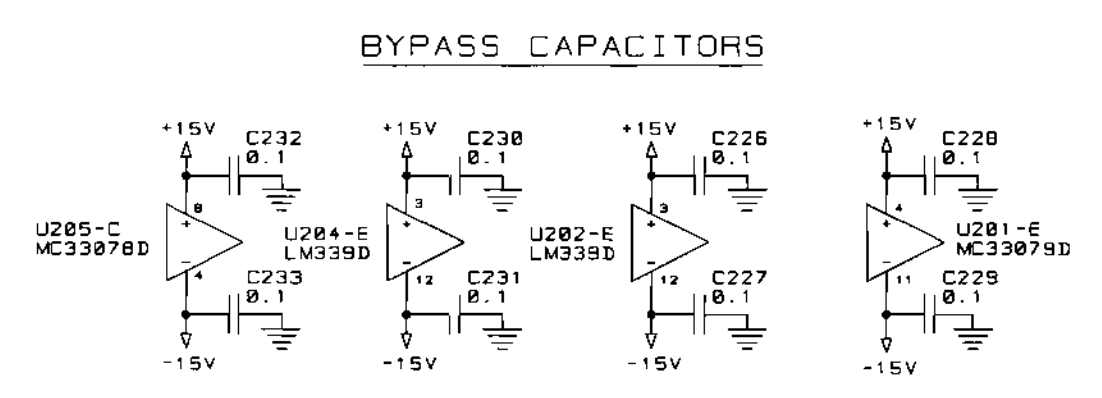 BYPASS CAPACITORS
+15V
C232
0.1
8
+
U205-C
MC33078D
-
4
C233
0.1
-15V
+15V
C230
0.1
3
+
U204-E
LM339D
-
12
C231
0.1
-15V
+15V
C226
0.1
3
+
U202-E
LM339D
-
12
C227
0.1
-15V
+15V
C228
0.1
4
+
U201-E
MC33079D
-
11
C229
0.1
-15V